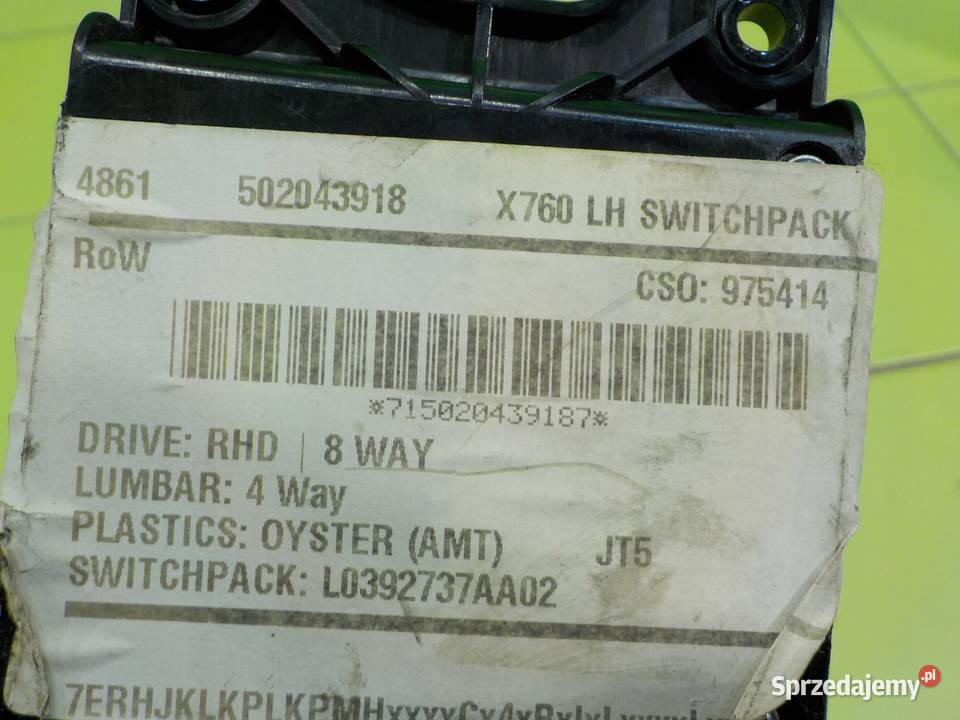 4861 502043918 X760 LH SWITCHPACK
RoW
CSO: 975414
*715020439187*
DRIVE: RHD | 8 WAY
LUMBAR: 4 Way
PLASTICS: OYSTER (AMT) JT5
SWITCHPACK: L0392737AA02
Sprzedajemy.pl